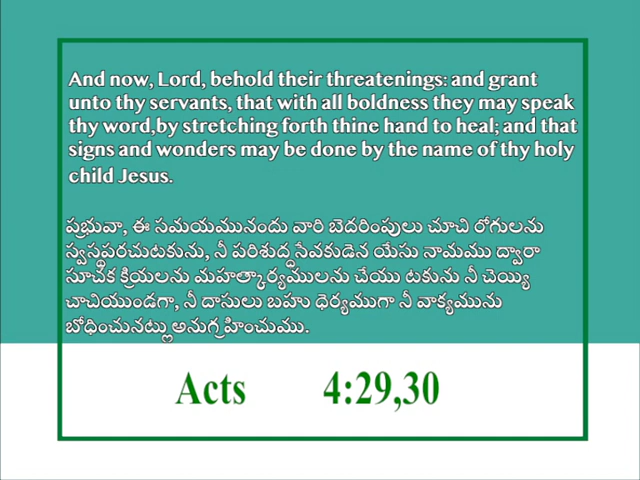 And now, Lord, behold their threatenings: and grant
unto thy servants, that with all boldness they may speak
thy word,by stretching forth thine hand to heal; and that
signs and wonders may be done by the name of thy holy
child Jesus.
ప్రభువా, ఈ సమయమునందు వారి బెదరింపులు చూచి రోగులను
స్వస్థపరచుటకును, నీ పరిశుద్ధ సేవకుడైన యేసు నామము ద్వారా
సూచక క్రియలను మహత్కార్యములను చేయు టకును నీ చెయ్యి
చాచియుండగా, నీ దాసులు బహు ధైర్యముగా నీ వాక్యమును
బోధించునట్లు అనుగ్రహించుము.
Acts 4:29,30